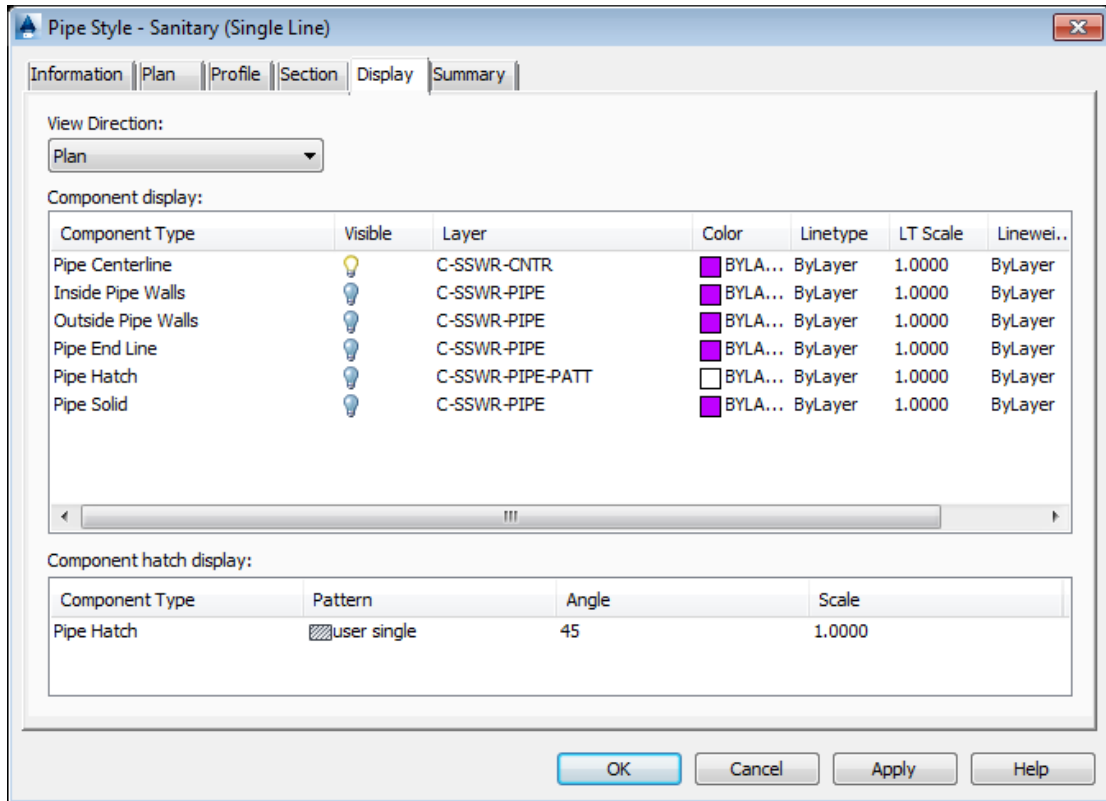 Pipe Style - Sanitary (Single Line)
Information Plan Profile Section Display Summary
View Direction:
Plan
Component display:
Component Type Visible Layer Color Linetype LT Scale Linewei...
Pipe Centerline C-SSWR-CNTR BYLA... ByLayer 1.0000 ByLayer
Inside Pipe Walls C-SSWR-PIPE BYLA... ByLayer 1.0000 ByLayer
Outside Pipe Walls C-SSWR-PIPE BYLA... ByLayer 1.0000 ByLayer
Pipe End Line C-SSWR-PIPE BYLA... ByLayer 1.0000 ByLayer
Pipe Hatch C-SSWR-PIPE-PATT BYLA... ByLayer 1.0000 ByLayer
Pipe Solid C-SSWR-PIPE BYLA... ByLayer 1.0000 ByLayer
Component hatch display:
Component Type Pattern Angle Scale
Pipe Hatch user single 45 1.0000
OK Cancel Apply Help